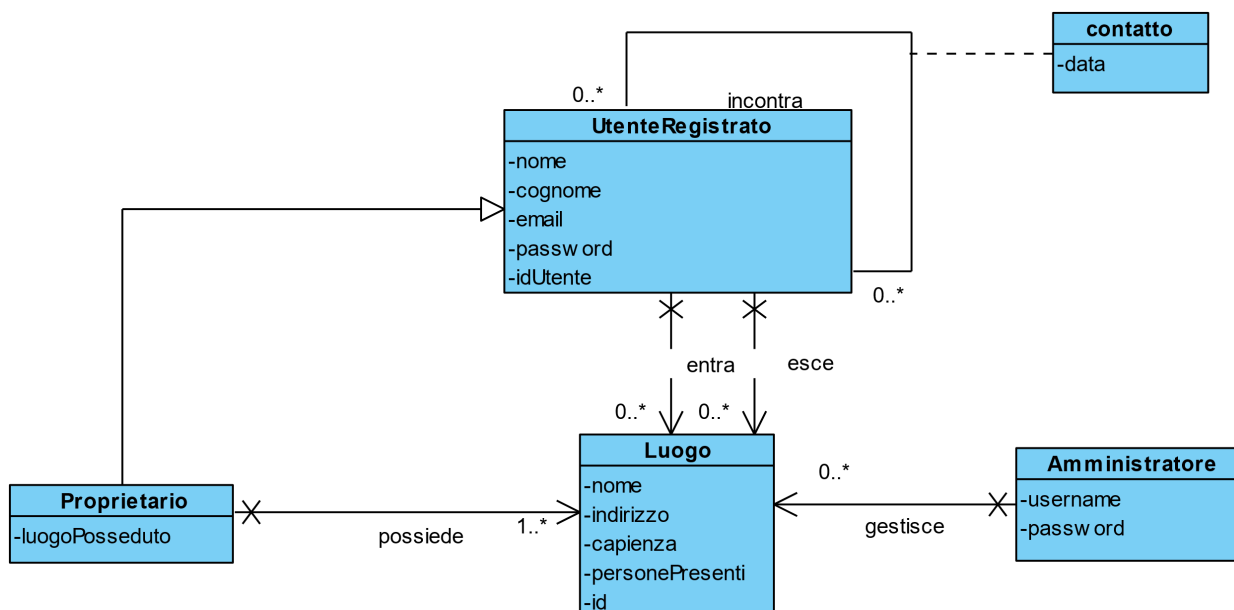 contatto
-data
0..*
incontra
UtenteRegistrato
-nome
-cognome
-email
-password
-idUtente
0..*
entra
esce
0..*
0..*
Luogo
-nome
-indirizzo
-capienza
-personePresenti
-id
Proprietario
-luogoPosseduto
possiede
1..*
0..*
gestisce
Amministratore
-username
-password